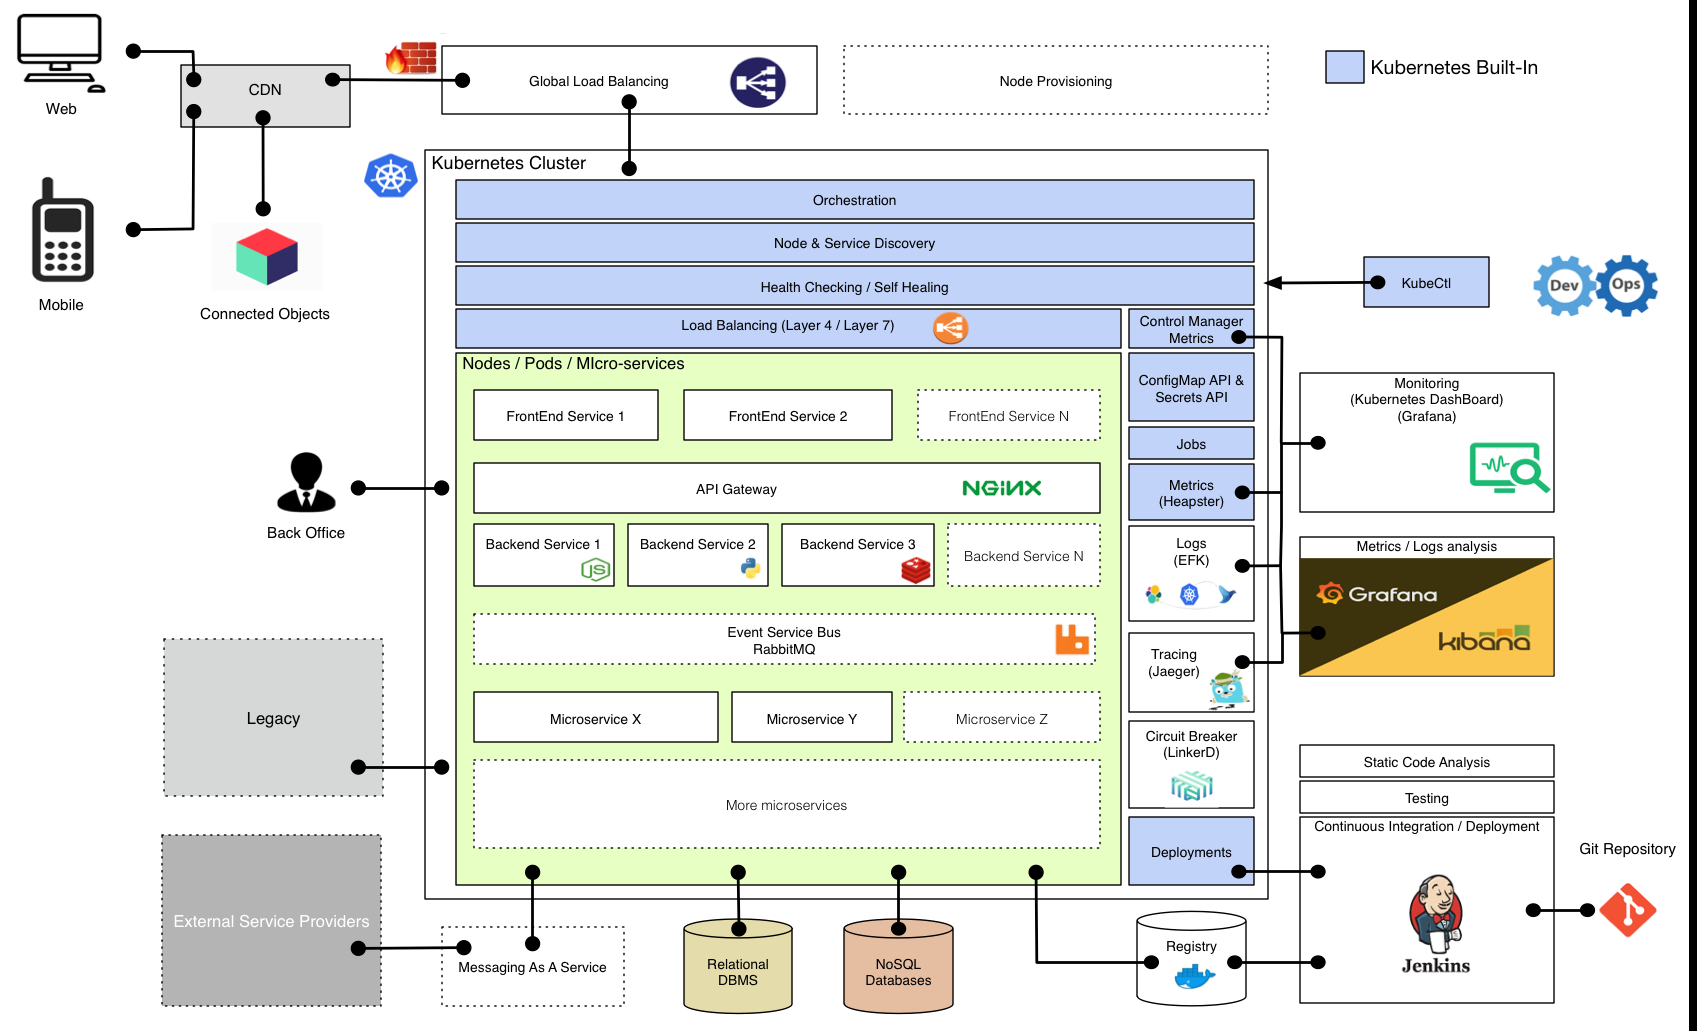 Web
CDN
Global Load Balancing
Node Provisioning
Kubernetes Built-In
Mobile
Connected Objects
Kubernetes Cluster
Orchestration
Node & Service Discovery
Health Checking / Self Healing
KubeCtl
Dev
Ops
Load Balancing (Layer 4 / Layer 7)
Control Manager
Metrics
Nodes / Pods / MIcro-services
FrontEnd Service 1
FrontEnd Service 2
FrontEnd Service N
ConfigMap API &
Secrets API
Monitoring
(Kubernetes DashBoard)
(Grafana)
Jobs
Back Office
API Gateway
NGiNX
Metrics
(Heapster)
Backend Service 1
JS
Backend Service 2
Backend Service 3
Backend Service N
Logs
(EFK)
Metrics / Logs analysis
Grafana
kibana
Event Service Bus
RabbitMQ
Tracing
(Jaeger)
Legacy
Microservice X
Microservice Y
Microservice Z
Circuit Breaker
(LinkerD)
More microservices
Static Code Analysis
Testing
Continuous Integration / Deployment
Deployments
Jenkins
Git Repository
External Service Providers
Messaging As A Service
Relational
DBMS
NoSQL
Databases
Registry